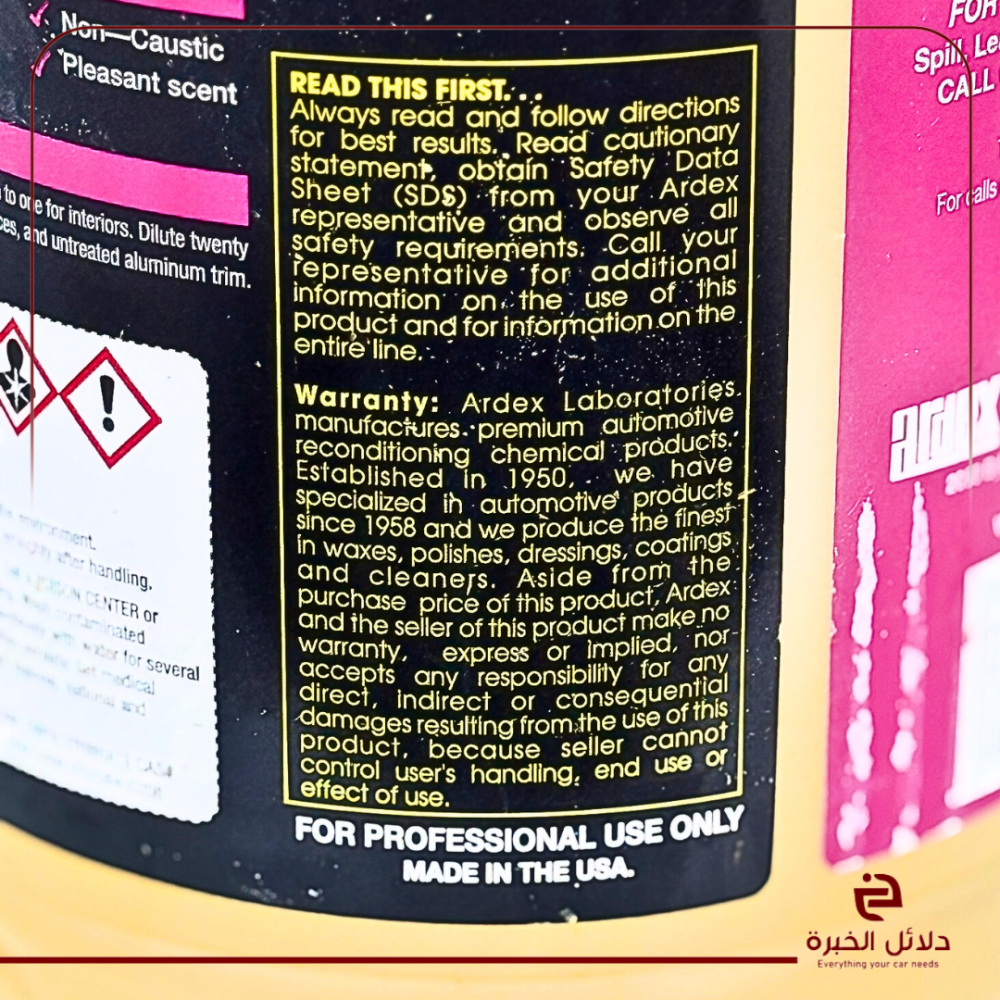 Non—Caustic
Pleasant scent
to one for interiors. Dilute twenty
and untreated aluminum trim.
environment.
after handling.
CENTER or
contaminated
with water for several
medical
and
READ THIS FIRST. . .
Always read and follow directions
for best results. Read cautionary
statement, obtain Safety Data
Sheet (SDS) from your Ardex
representative and observe all
safety requirements. Call your
representative for additional
information on the use of this
product and for information on the
entire line.
Warranty: Ardex Laboratories
manufactures premium automotive
reconditioning chemical products.
Established in 1950, we have
specialized in automotive products
since 1958 and we produce the finest
in waxes, polishes, dressings, coatings
and cleaners. Aside from the
purchase price of this product, Ardex
and the seller of this product make no
warranty, express or implied, nor
accepts any responsibility for any
direct, indirect or consequential
damages resulting from the use of this
product, because seller cannot
control user's handling, end use or
effect of use.
FOR PROFESSIONAL USE ONLY
MADE IN THE USA.
FOR
Spill, Le
CALL
For calls
دلائل الخبرة
Everything your car needs